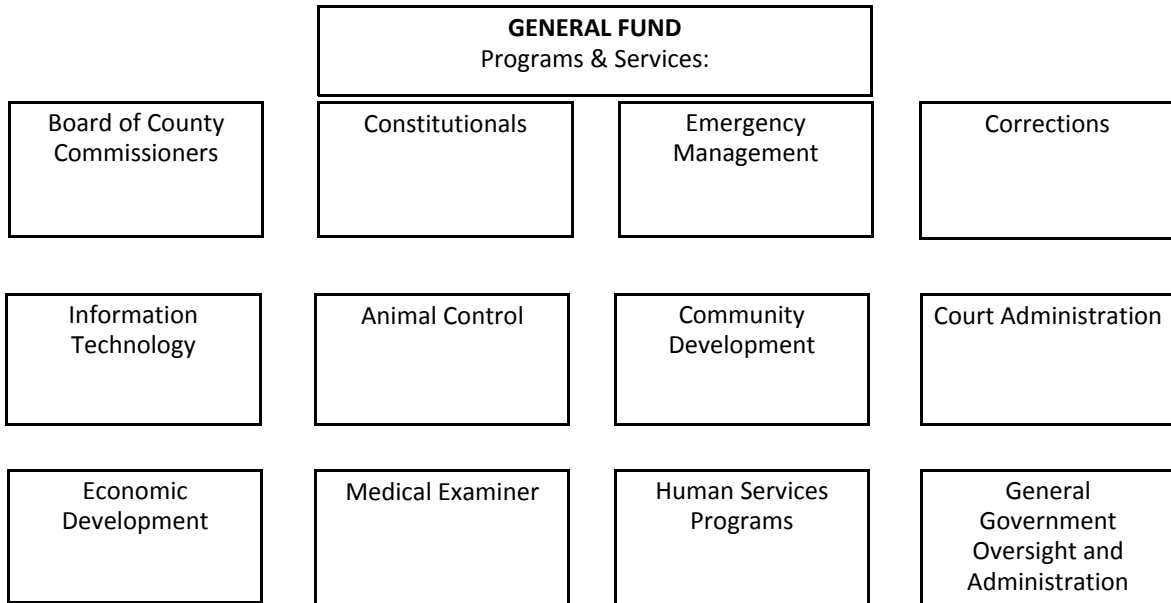 GENERAL FUND
Programs & Services:
Board of County
Commissioners
Constitutionals
Emergency
Management
Corrections
Information
Technology
Animal Control
Community
Development
Court Administration
Economic
Development
Medical Examiner
Human Services
Programs
General
Government
Oversight and
Administration